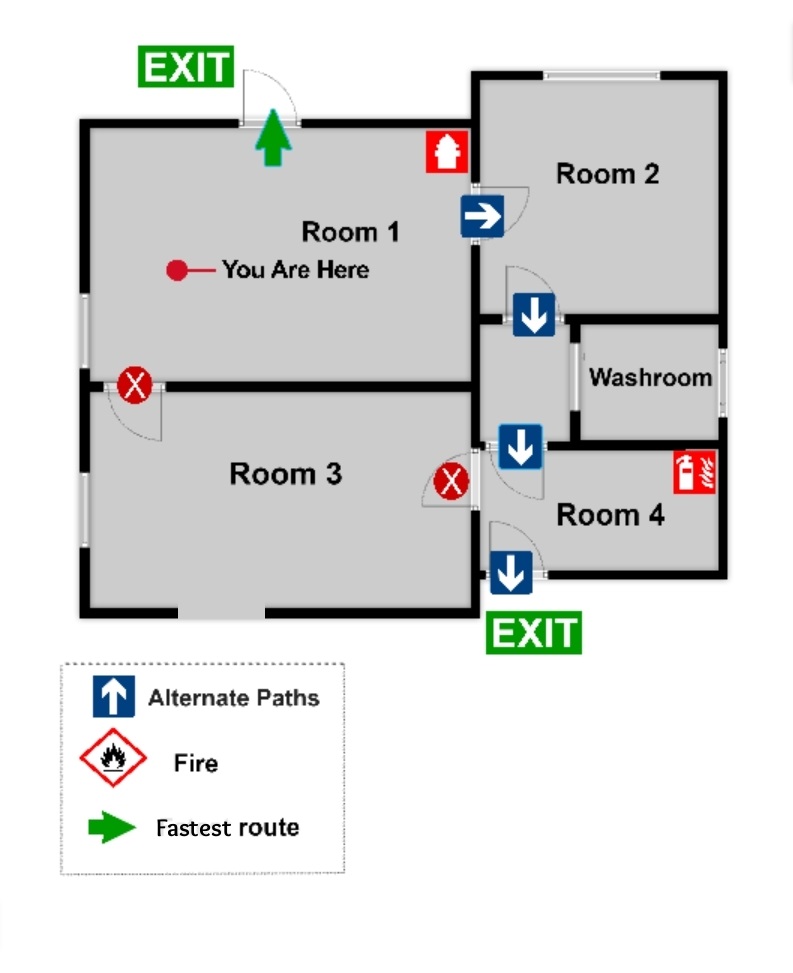 EXIT
Room 2
Room 1
You Are Here
Washroom
X
Room 3
X
Room 4
EXIT
Alternate Paths
Fire
Fastest route